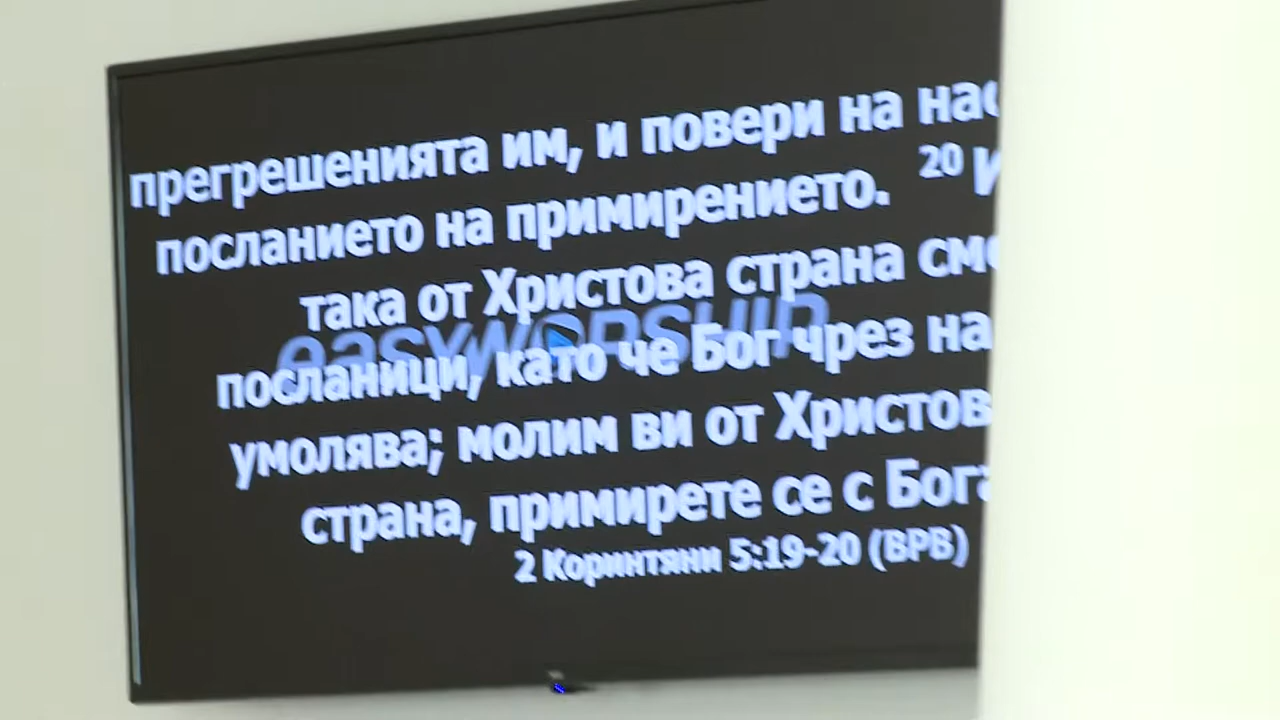 прегрешенията им, и повери на нас
посланието на примирението. 20 И
така от Христова страна сме
easyworship
посланици, като че Бог чрез на
умолява; молим ви от Христов
страна, примирете се с Бога
2 Коринтяни 5:19-20 (ВРВ)